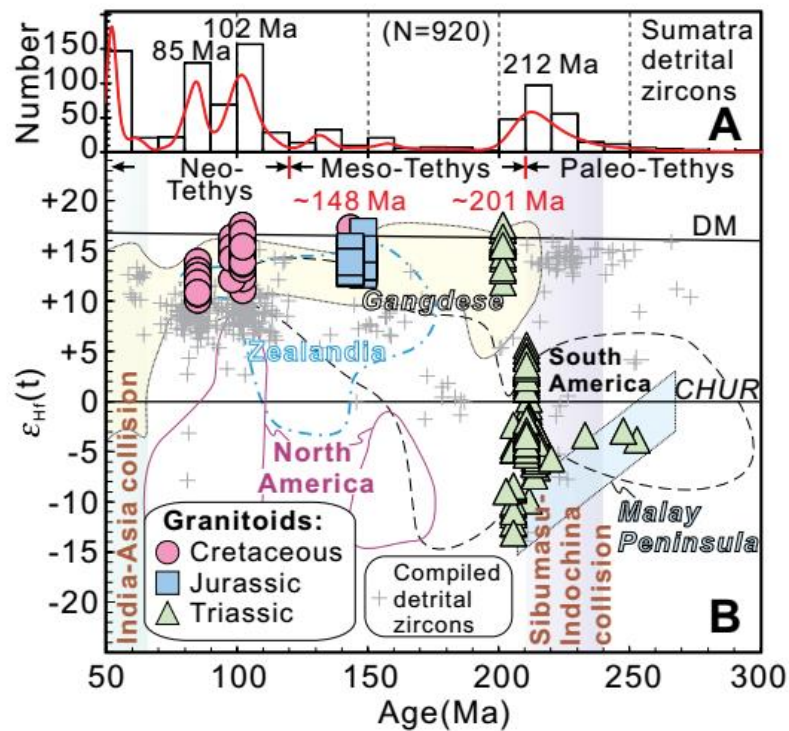 102 Ma
85 Ma
(N=920)
Sumatra
detrital
zircons
212 Ma
Number
150
100
50
0
A
Neo-
Tethys
Meso-Tethys
Paleo-Tethys
~148 Ma
~201 Ma
+20
+15
+10
+5
0
-5
-10
-15
-20
εHf(t)
DM
Gangdese
Zealandia
South
America
CHUR
North
America
Malay
Peninsula
India-Asia collision
Sibumasu-
Indochina
collision
Granitoids:
Cretaceous
Jurassic
Triassic
Compiled
detrital
zircons
B
50
100
150
200
250
300
Age(Ma)